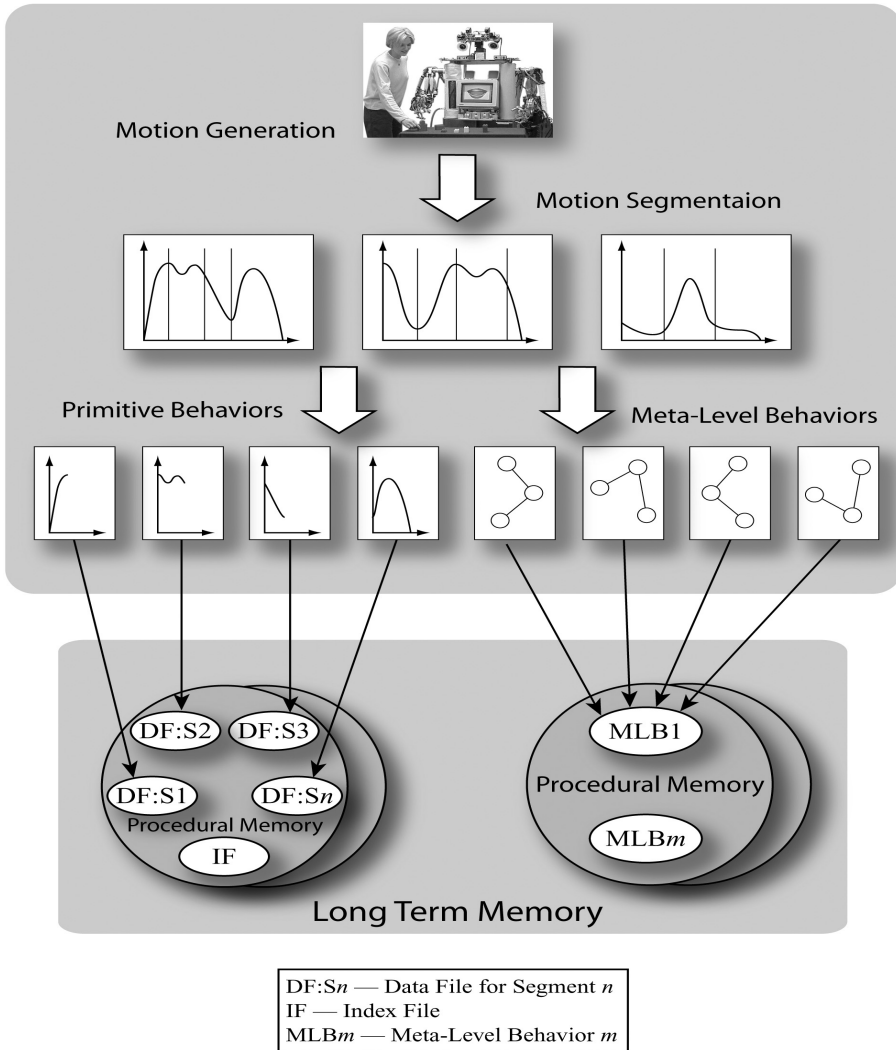 Motion Generation
Motion Segmentaion
Primitive Behaviors
Meta-Level Behaviors
DF:S2
DF:S3
MLB1
DF:S1
DF:Sn
Procedural Memory
Procedural Memory
IF
MLBm
Long Term Memory
DF:Sn — Data File for Segment n
IF — Index File
MLBm — Meta-Level Behavior m